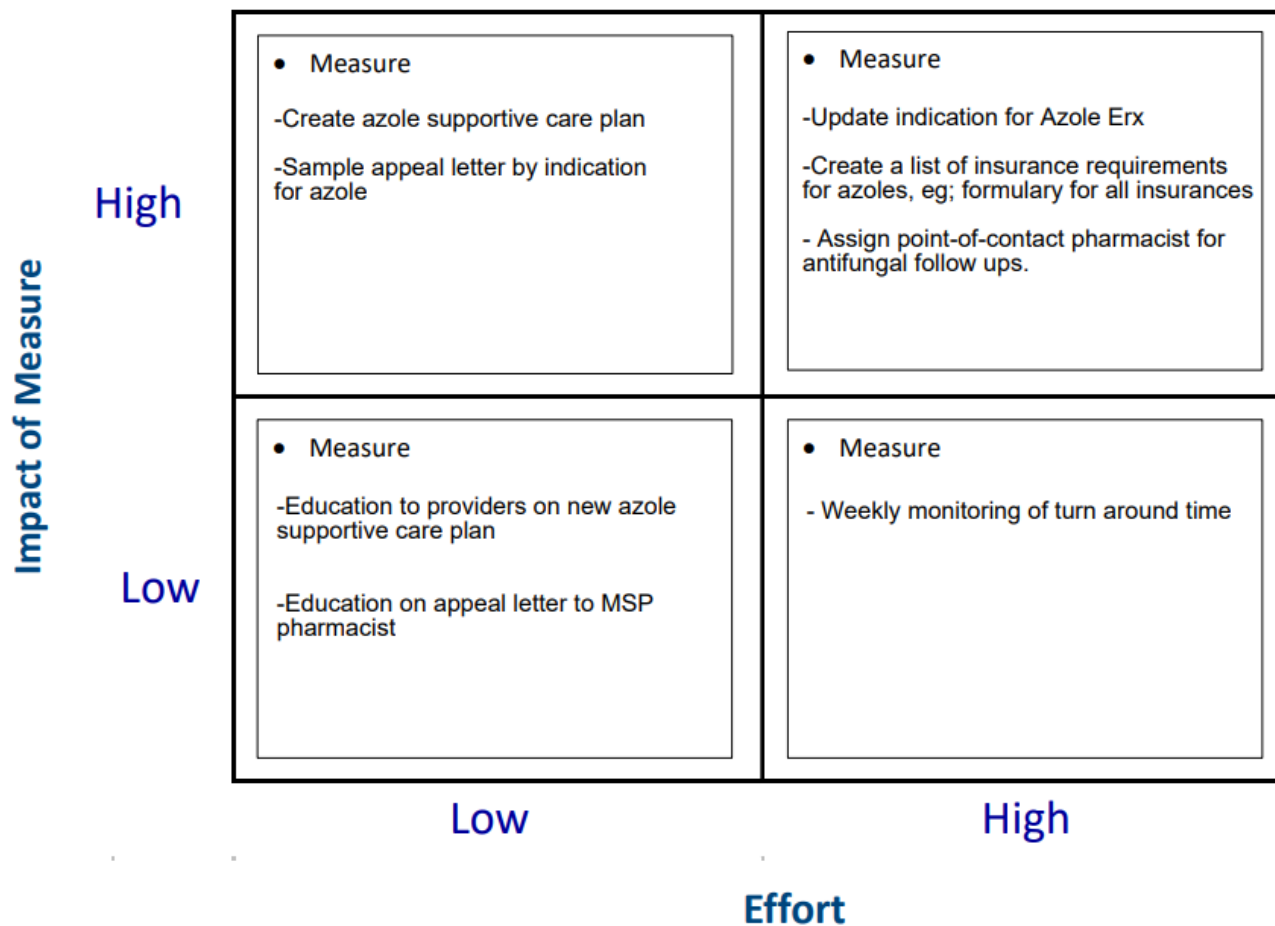 • Measure
-Create azole supportive care plan
-Sample appeal letter by indication
for azole
• Measure
-Update indication for Azole Erx
-Create a list of insurance requirements
for azoles, eg; formulary for all insurances
- Assign point-of-contact pharmacist for
antifungal follow ups.
High
Impact of Measure
• Measure
-Education to providers on new azole
supportive care plan
-Education on appeal letter to MSP
pharmacist
• Measure
- Weekly monitoring of turn around time
Low
Low
High
Effort